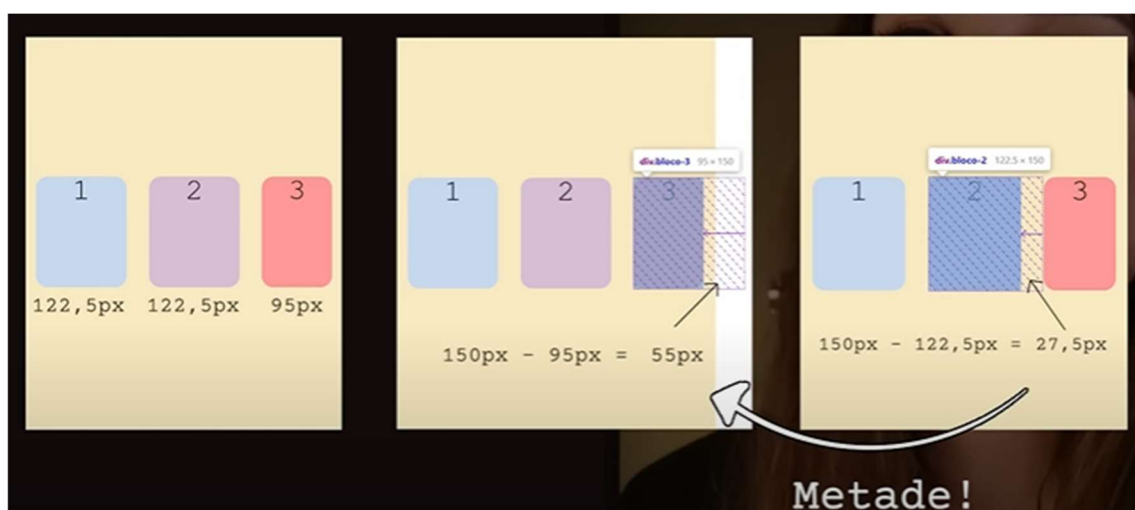 1 2 3
122,5px 122,5px 95px
div.bloco-3 95 × 150
1 2 3
150px - 95px = 55px
div.bloco-2 122.5 × 150
1 2 3
150px - 122,5px = 27,5px
Metade!